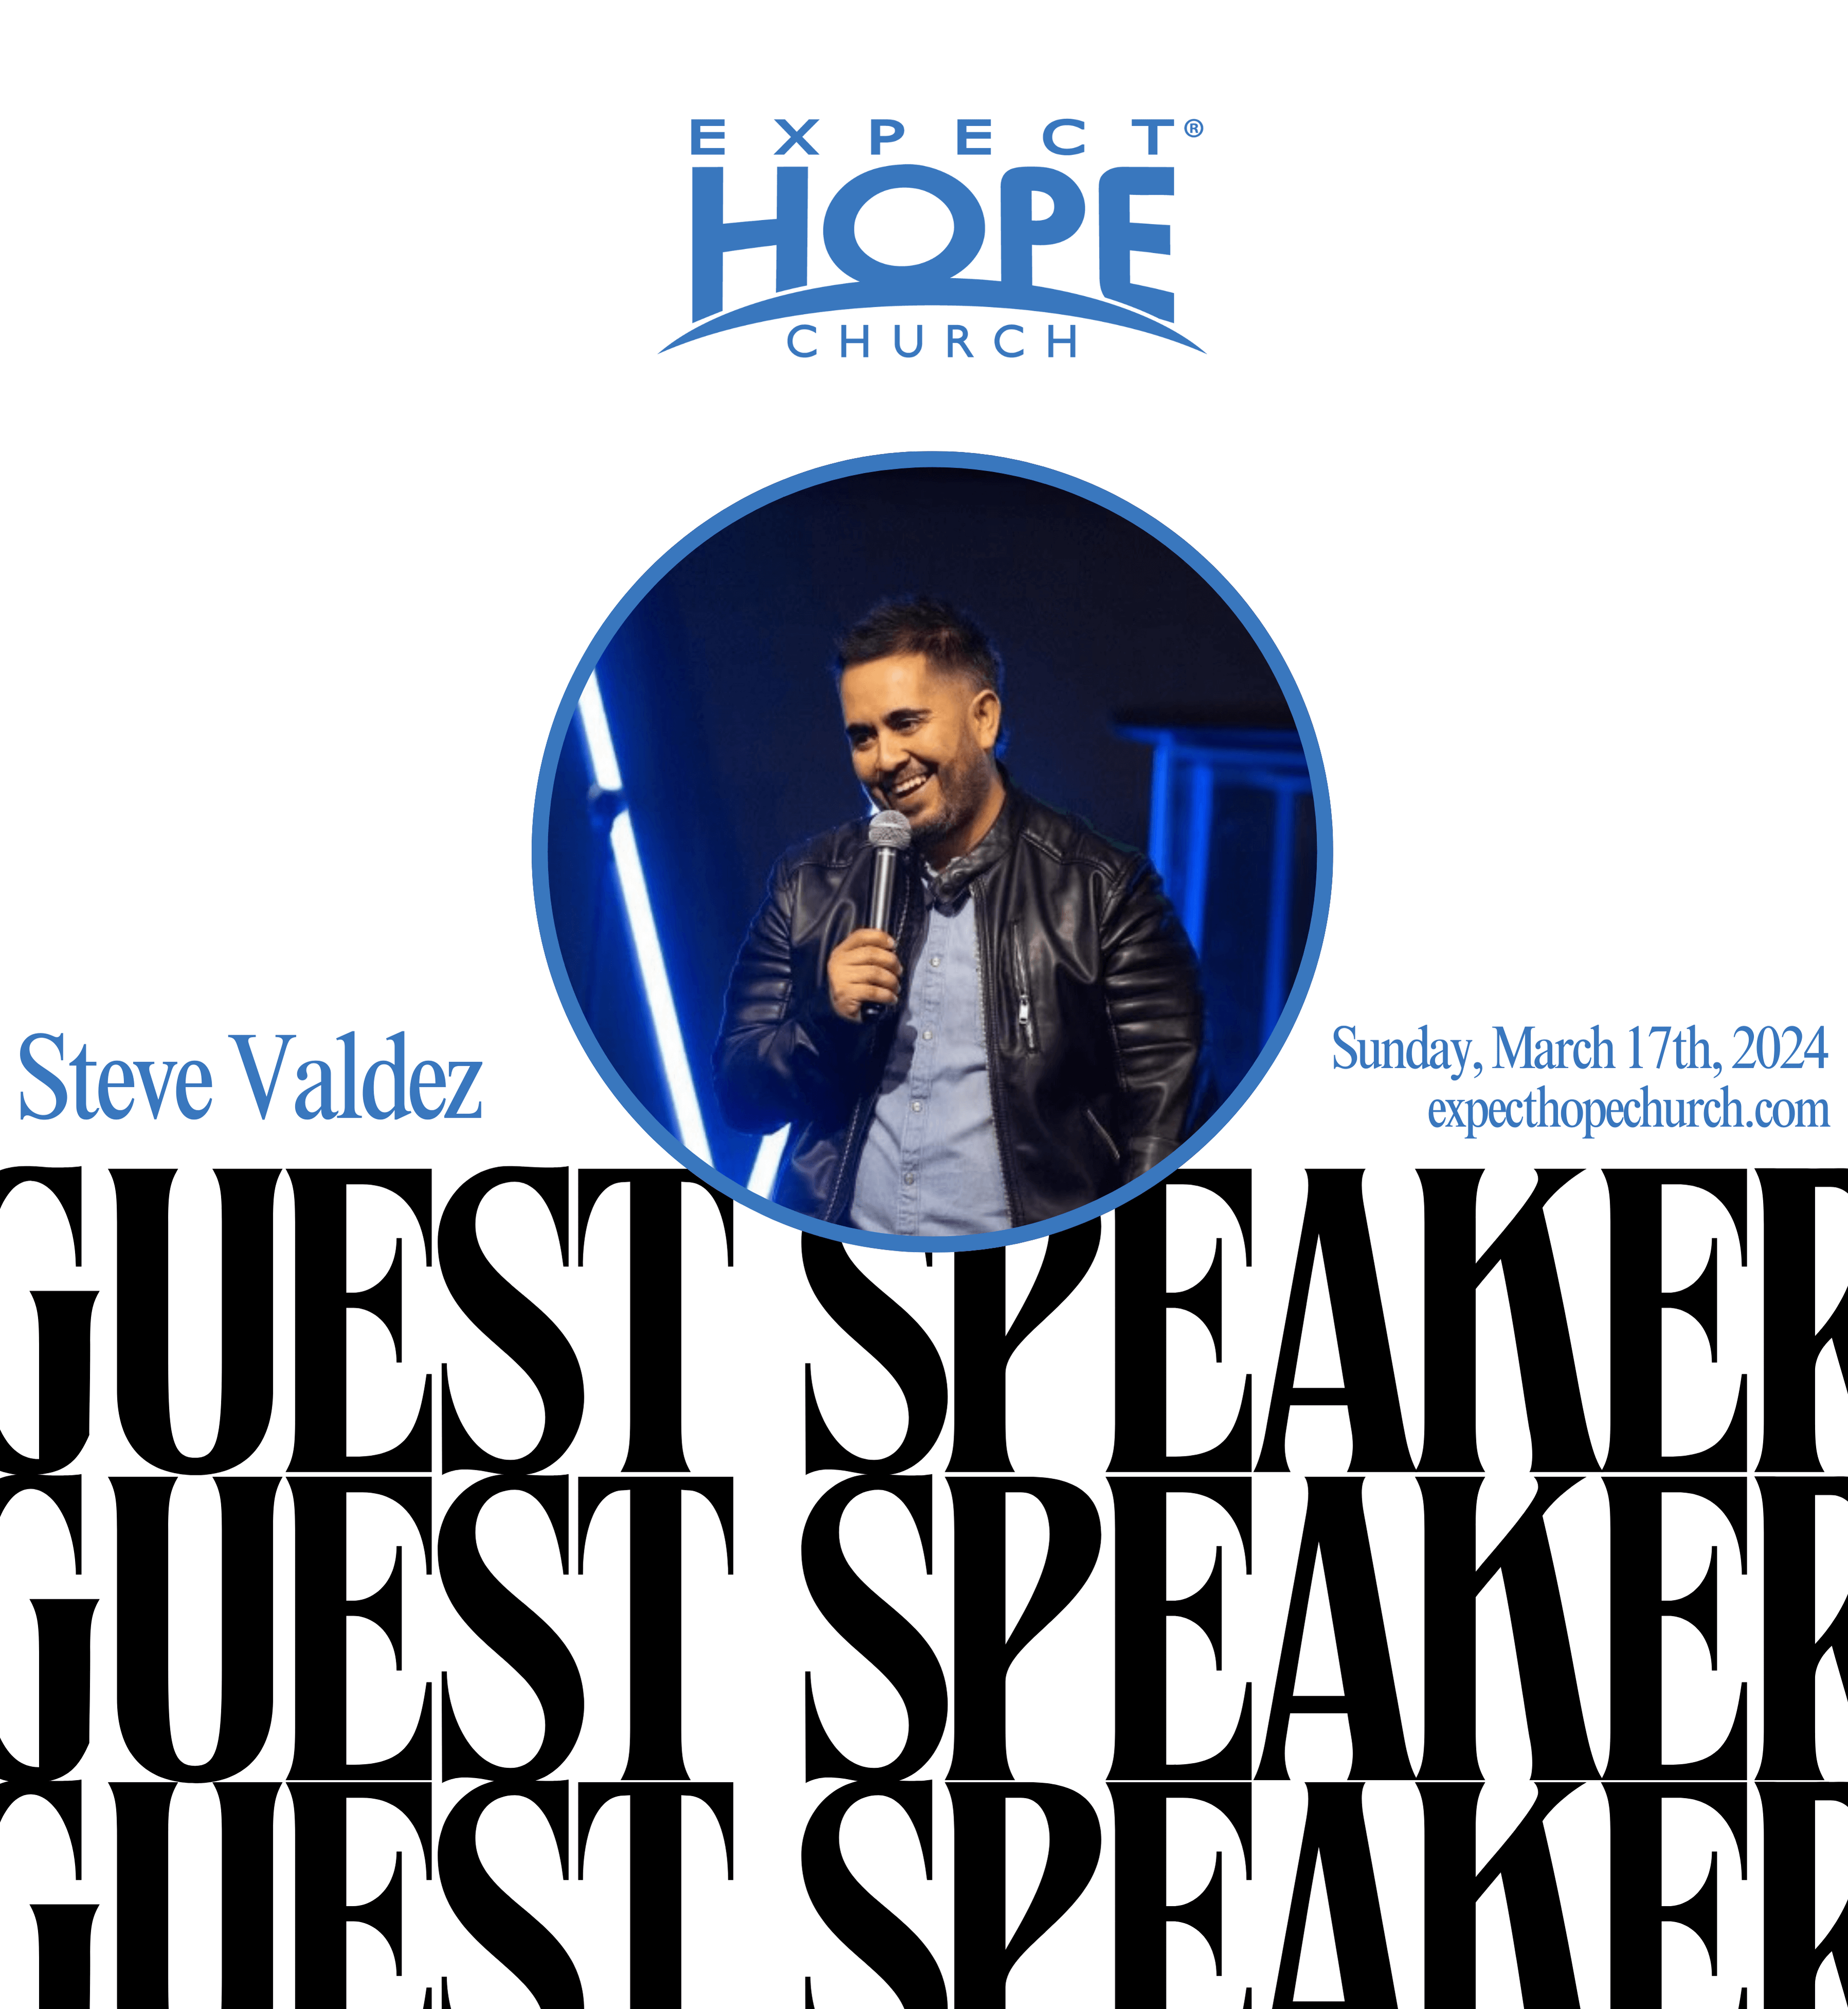 EXPECT®
HOPE
CHURCH
Steve Valdez
Sunday, March 17th, 2024
expecthopechurch.com
GUEST SPEAKER
GUEST SPEAKER
GUEST SPEAKER